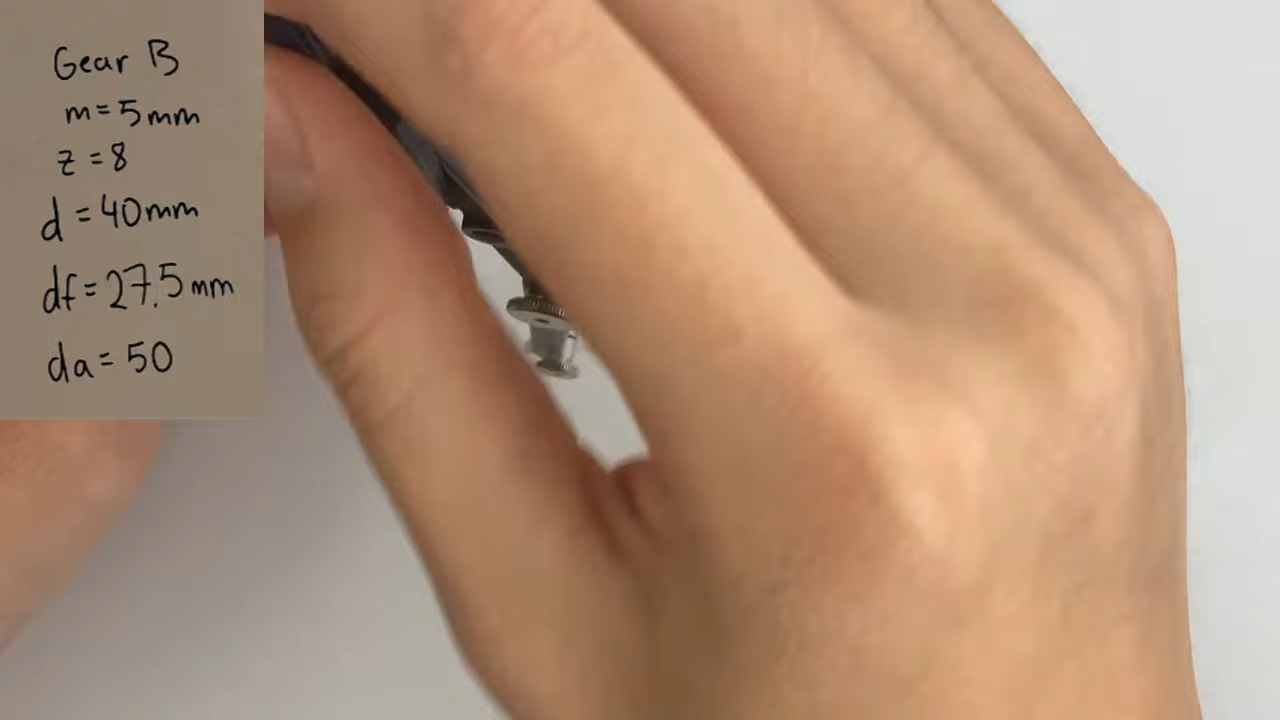 Gear B
m = 5mm
z = 8
d = 40mm
df = 27.5mm
da = 50